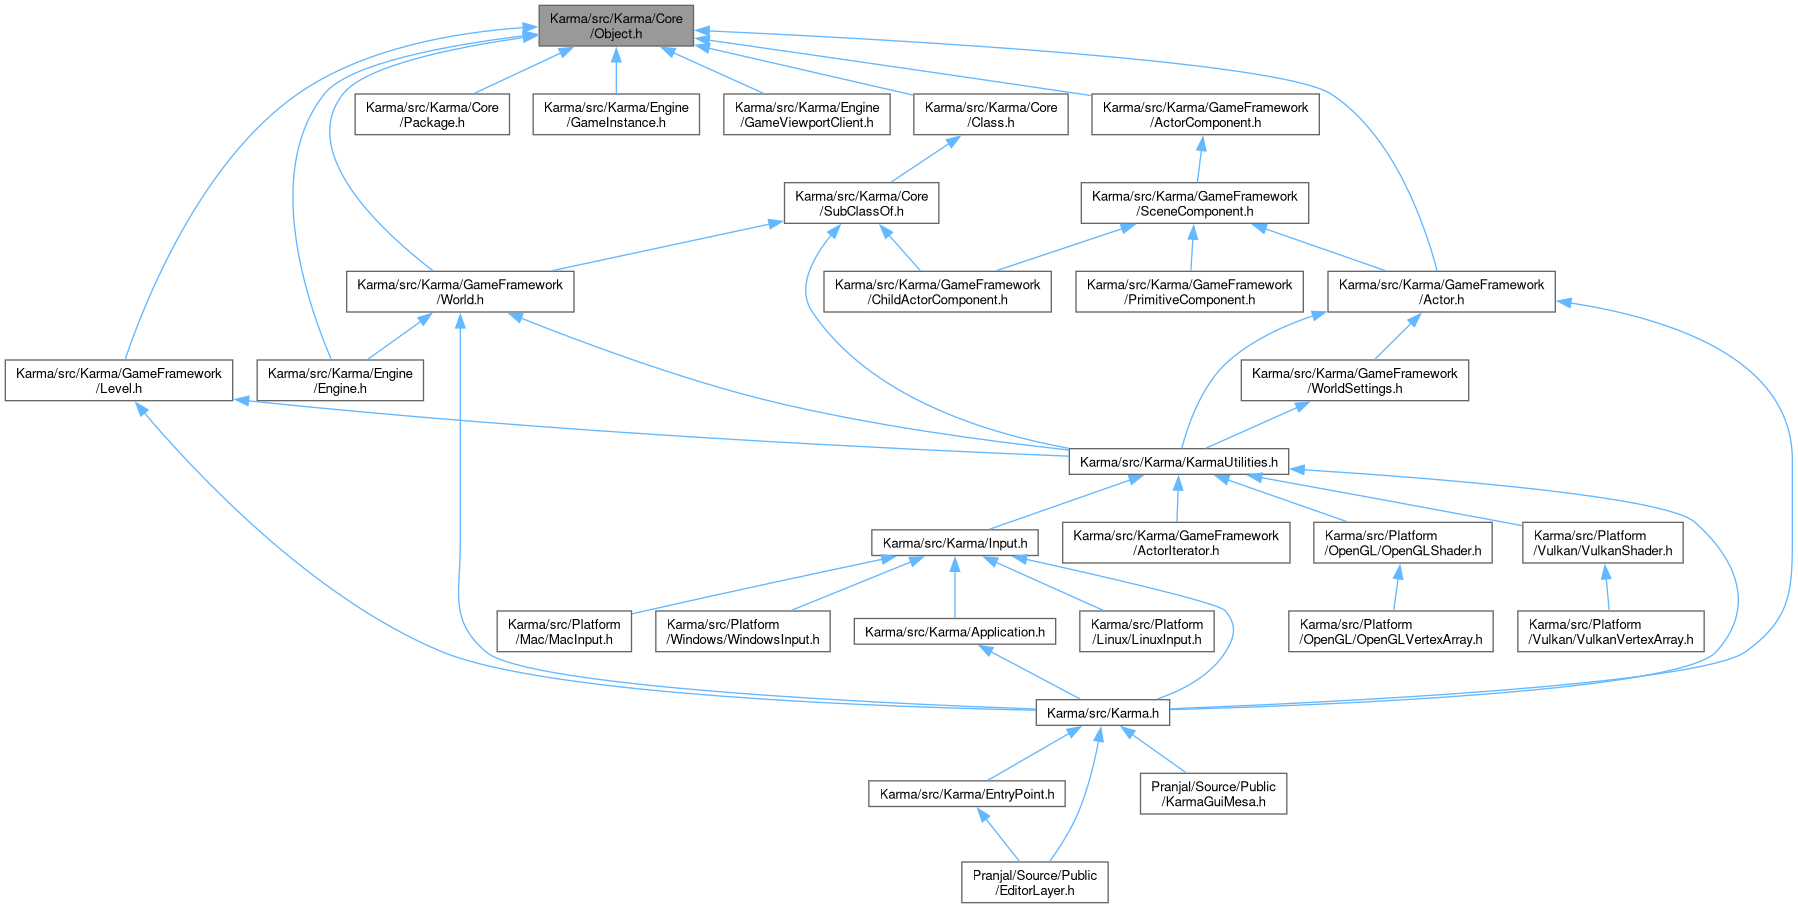 Karma/src/Karma/Core
/Object.h
Karma/src/Karma/Core
/Package.h
Karma/src/Karma/Engine
/GameInstance.h
Karma/src/Karma/Engine
/GameViewportClient.h
Karma/src/Karma/Core
/Class.h
Karma/src/Karma/GameFramework
/ActorComponent.h
Karma/src/Karma/Core
/SubClassOf.h
Karma/src/Karma/GameFramework
/SceneComponent.h
Karma/src/Karma/GameFramework
/World.h
Karma/src/Karma/GameFramework
/ChildActorComponent.h
Karma/src/Karma/GameFramework
/PrimitiveComponent.h
Karma/src/Karma/GameFramework
/Actor.h
Karma/src/Karma/GameFramework
/Level.h
Karma/src/Karma/Engine
/Engine.h
Karma/src/Karma/GameFramework
/WorldSettings.h
Karma/src/Karma/KarmaUtilities.h
Karma/src/Karma/Input.h
Karma/src/Karma/GameFramework
/ActorIterator.h
Karma/src/Platform
/OpenGL/OpenGLShader.h
Karma/src/Platform
/Vulkan/VulkanShader.h
Karma/src/Platform
/Mac/MacInput.h
Karma/src/Platform
/Windows/WindowsInput.h
Karma/src/Karma/Application.h
Karma/src/Platform
/Linux/LinuxInput.h
Karma/src/Platform
/OpenGL/OpenGLVertexArray.h
Karma/src/Platform
/Vulkan/VulkanVertexArray.h
Karma/src/Karma.h
Karma/src/Karma/EntryPoint.h
Pranjal/Source/Public
/KarmaGuiMesa.h
Pranjal/Source/Public
/EditorLayer.h